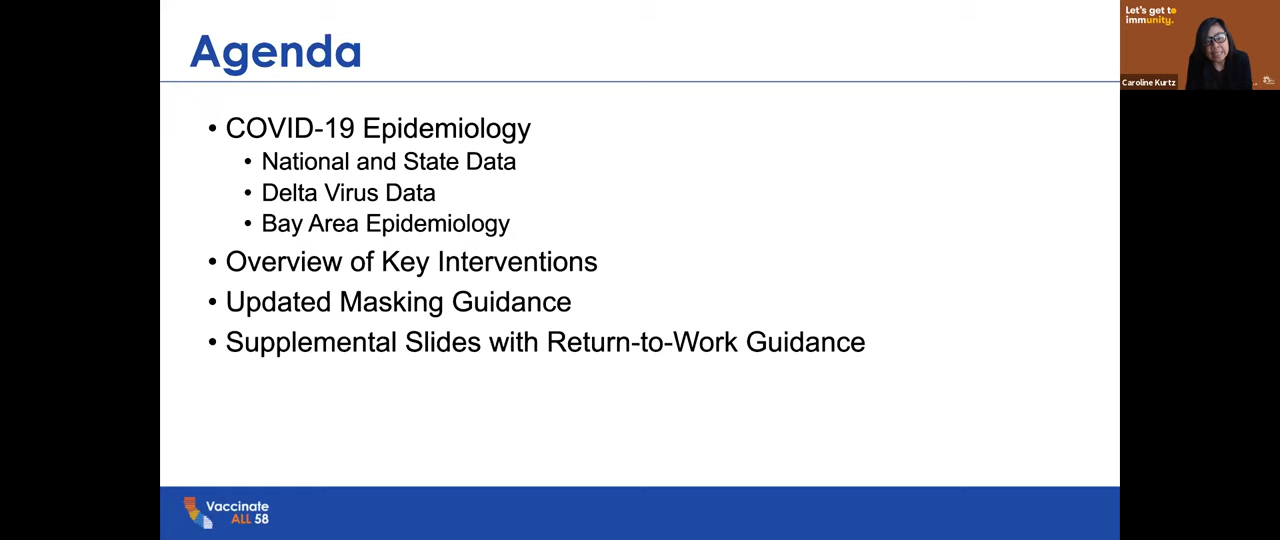 Agenda
• COVID-19 Epidemiology
• National and State Data
• Delta Virus Data
• Bay Area Epidemiology
• Overview of Key Interventions
• Updated Masking Guidance
• Supplemental Slides with Return-to-Work Guidance
Vaccinate
ALL 58
Let's get to
immunity.
Caroline Kurtz